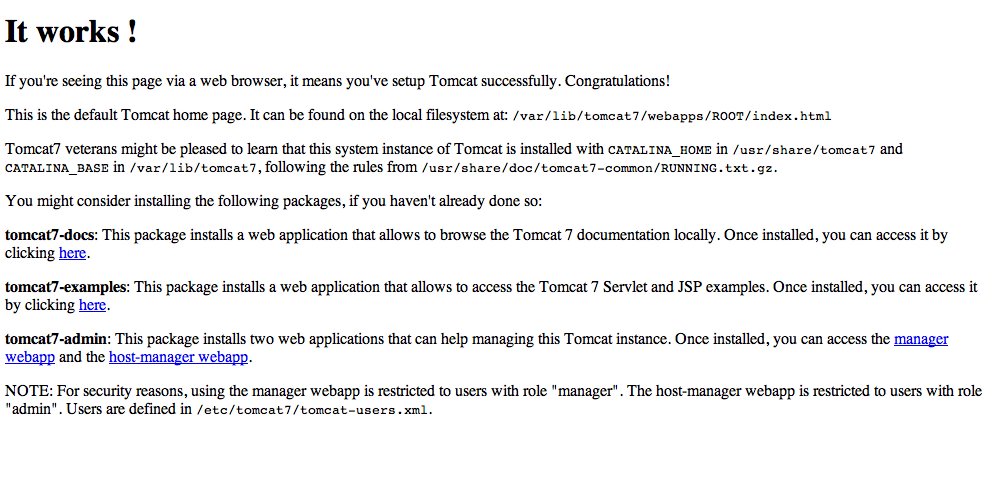 It works !
If you're seeing this page via a web browser, it means you've setup Tomcat successfully. Congratulations!
This is the default Tomcat home page. It can be found on the local filesystem at: /var/lib/tomcat7/webapps/ROOT/index.html
Tomcat7 veterans might be pleased to learn that this system instance of Tomcat is installed with CATALINA_HOME in /usr/share/tomcat7 and
CATALINA_BASE in /var/lib/tomcat7, following the rules from /usr/share/doc/tomcat7-common/RUNNING.txt.gz.
You might consider installing the following packages, if you haven't already done so:
tomcat7-docs: This package installs a web application that allows to browse the Tomcat 7 documentation locally. Once installed, you can access it by
clicking here.
tomcat7-examples: This package installs a web application that allows to access the Tomcat 7 Servlet and JSP examples. Once installed, you can access it
by clicking here.
tomcat7-admin: This package installs two web applications that can help managing this Tomcat instance. Once installed, you can access the manager
webapp and the host-manager webapp.
NOTE: For security reasons, using the manager webapp is restricted to users with role "manager". The host-manager webapp is restricted to users with role
"admin". Users are defined in /etc/tomcat7/tomcat-users.xml.